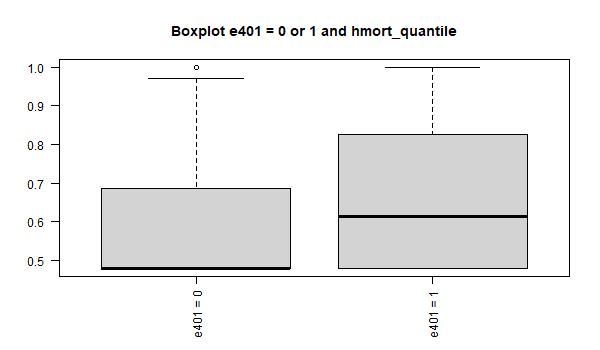 Boxplot e401 = 0 or 1 and hmort_quantile
1.0
0.9
0.8
0.7
0.6
0.5
e401 = 0
e401 = 1